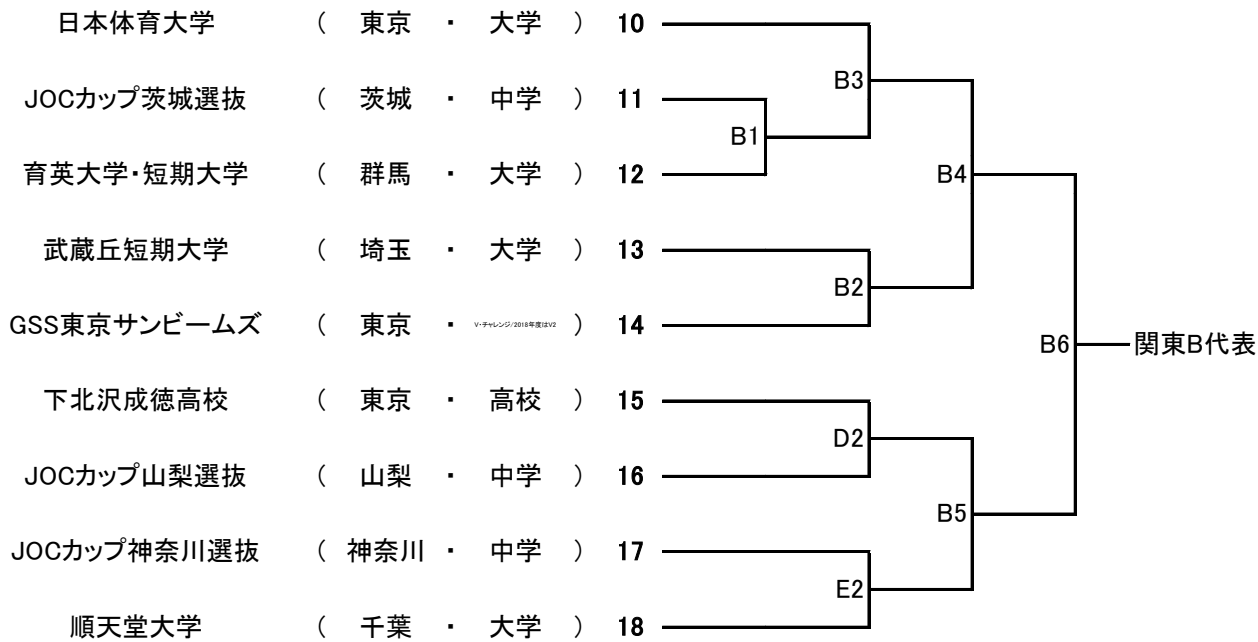 日本体育大学 ( 東京 ・ 大学 ) 10
B3
JOCカップ茨城選抜 ( 茨城 ・ 中学 ) 11
B1
育英大学・短期大学 ( 群馬 ・ 大学 ) 12
B4
武蔵丘短期大学 ( 埼玉 ・ 大学 ) 13
B2
GSS東京サンビームズ ( 東京 ・ V・チャレンジ/2018年度はV2 ) 14
B6 関東B代表
下北沢成徳高校 ( 東京 ・ 高校 ) 15
D2
JOCカップ山梨選抜 ( 山梨 ・ 中学 ) 16
B5
JOCカップ神奈川選抜 ( 神奈川 ・ 中学 ) 17
E2
順天堂大学 ( 千葉 ・ 大学 ) 18